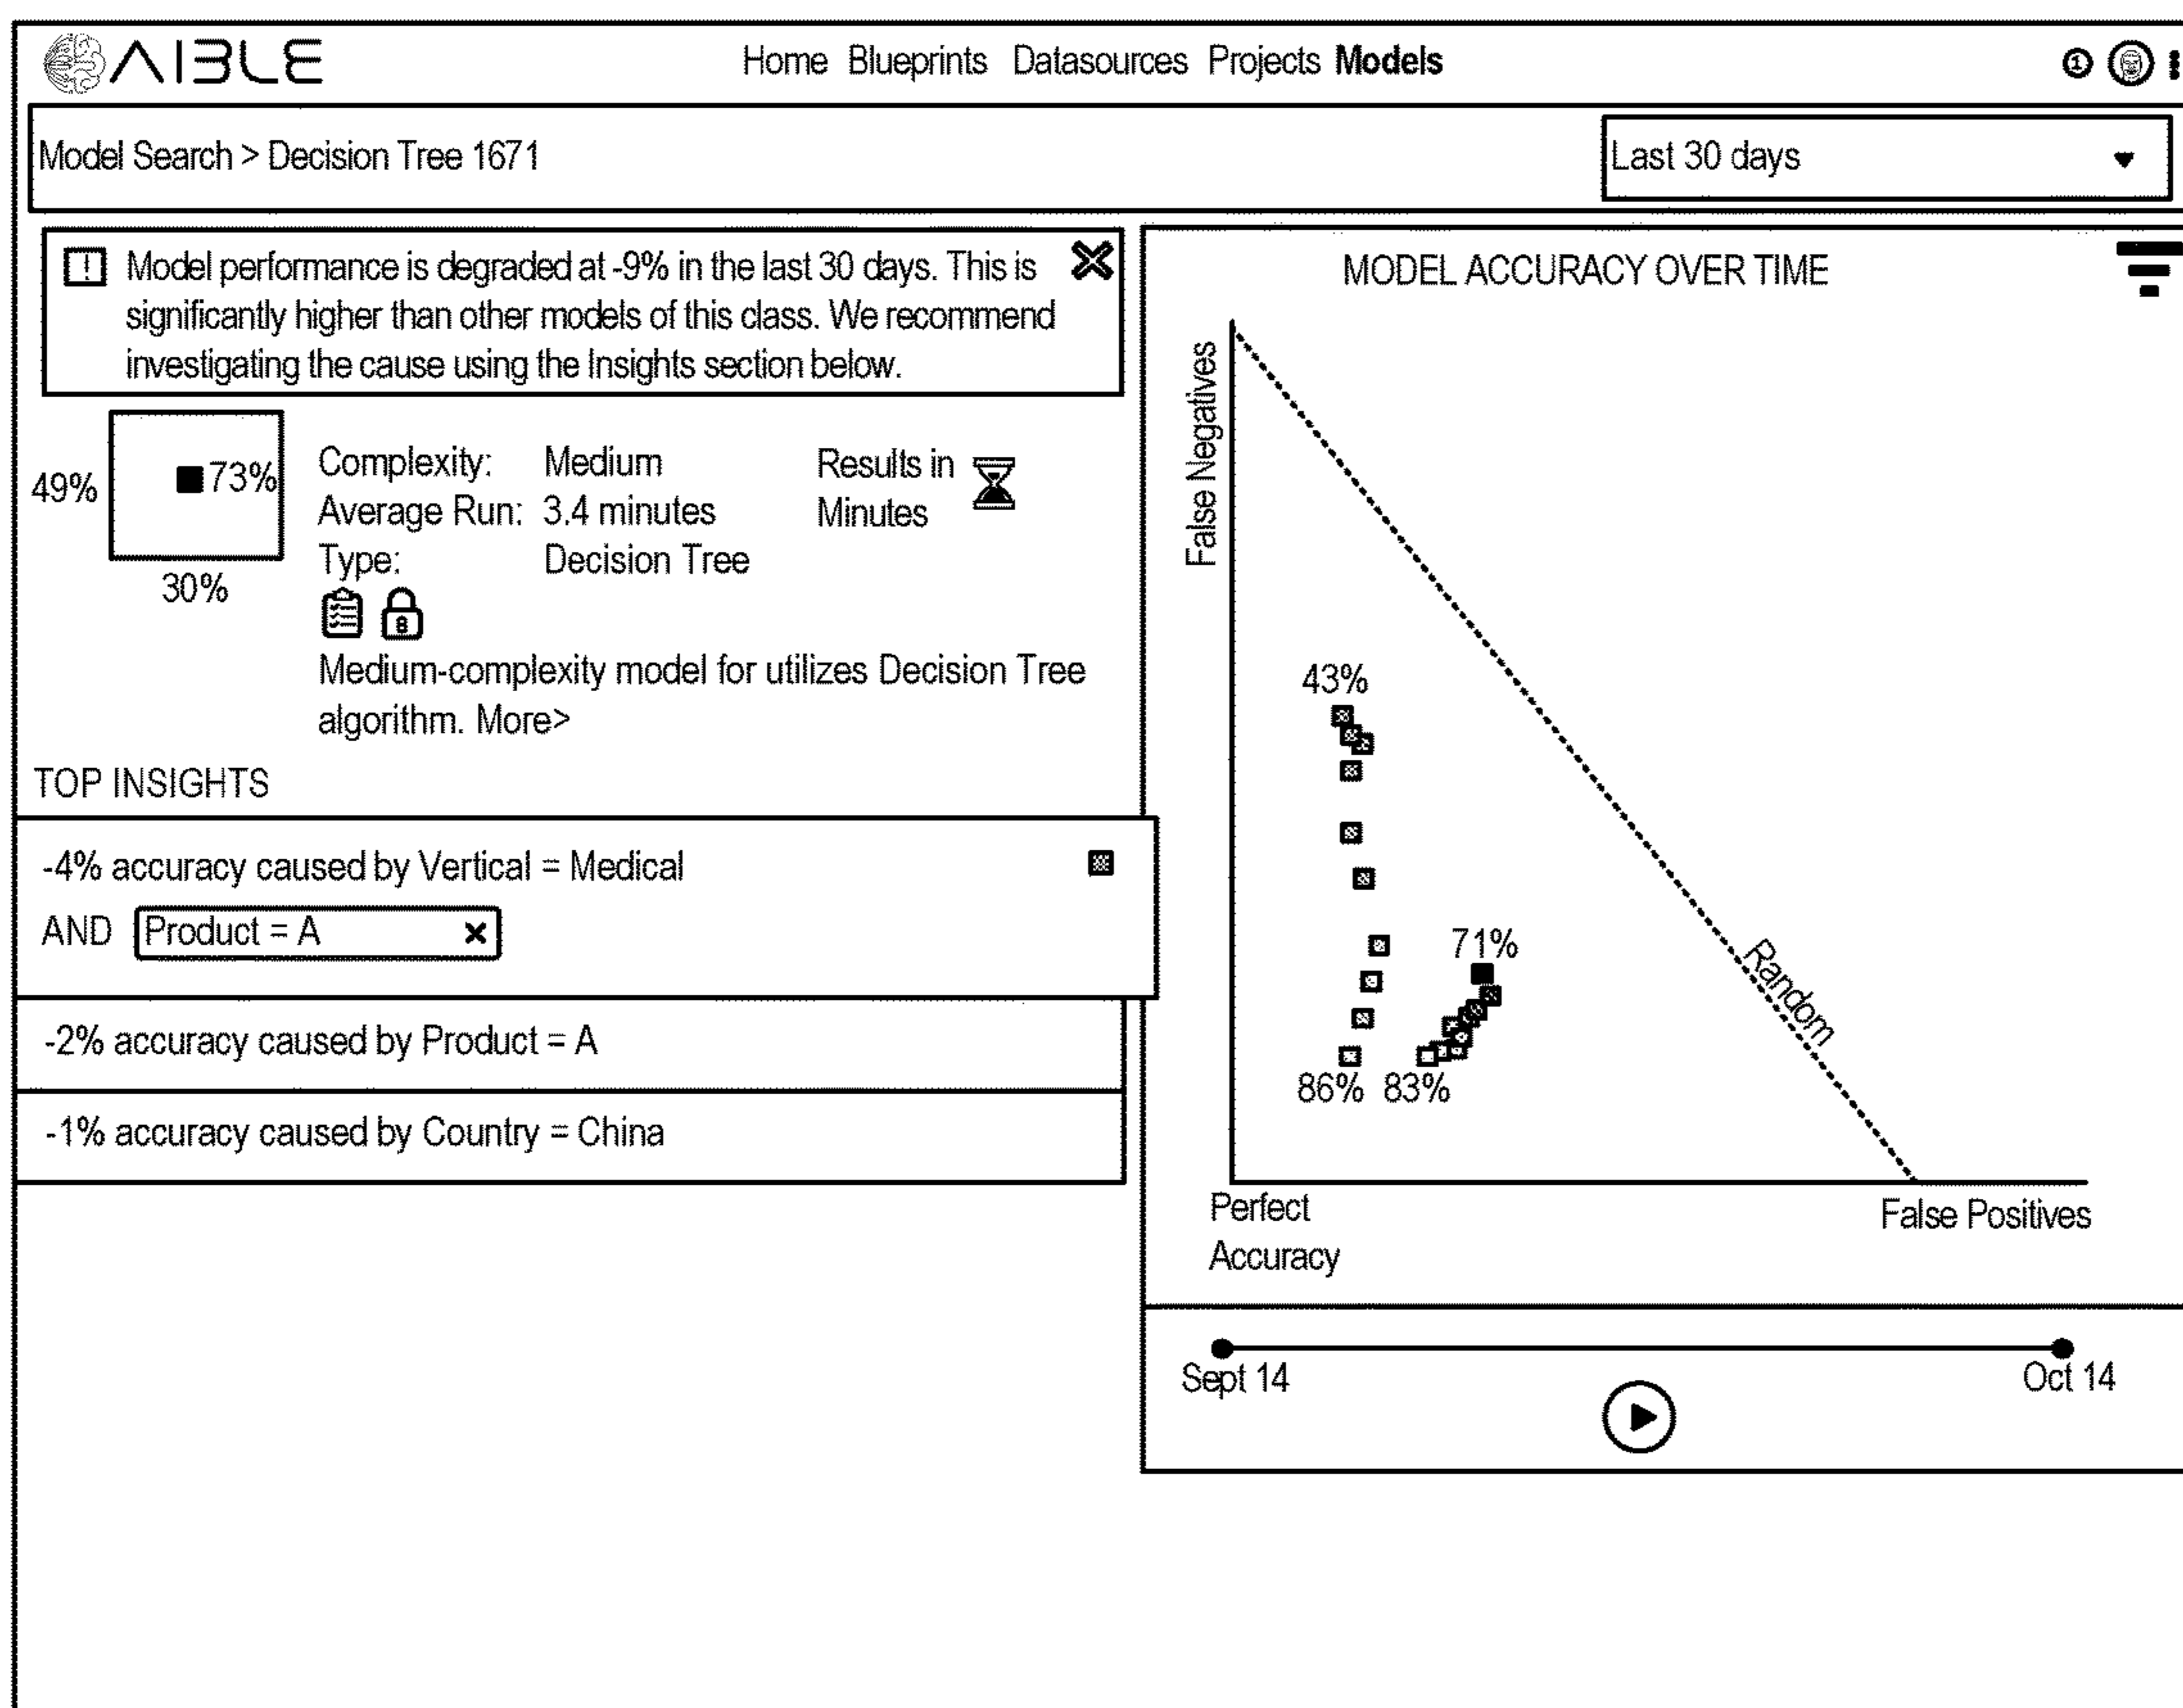 AIBLE
Home Blueprints Datasources Projects Models
1
Model Search > Decision Tree 1671
Last 30 days
! Model performance is degraded at -9% in the last 30 days. This is
significantly higher than other models of this class. We recommend
investigating the cause using the Insights section below.
49%
73%
30%
Complexity: Medium
Average Run: 3.4 minutes
Type: Decision Tree
Results in
Minutes
Medium-complexity model for utilizes Decision Tree
algorithm. More>
TOP INSIGHTS
-4% accuracy caused by Vertical = Medical
AND Product = A
-2% accuracy caused by Product = A
-1% accuracy caused by Country = China
MODEL ACCURACY OVER TIME
False Negatives
43%
71%
Random
86% 83%
Perfect
Accuracy
False Positives
Sept 14
Oct 14